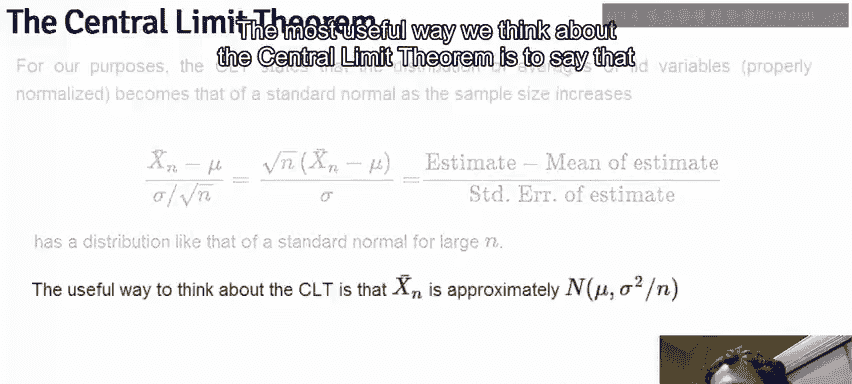 The Central Limit Theorem
The most useful way we think about
the Central Limit Theorem is to say that
For our purposes, the CLT states that the distribution of averages of iid variables (properly
normalized) becomes that of a standard normal as the sample size increases
X̄ₙ − μ / σ/√n = √n (X̄ₙ − μ) / σ = Estimate − Mean of estimate / Std. Err. of estimate
has a distribution like that of a standard normal for large n.
The useful way to think about the CLT is that X̄ₙ is approximately N(μ, σ²/n)